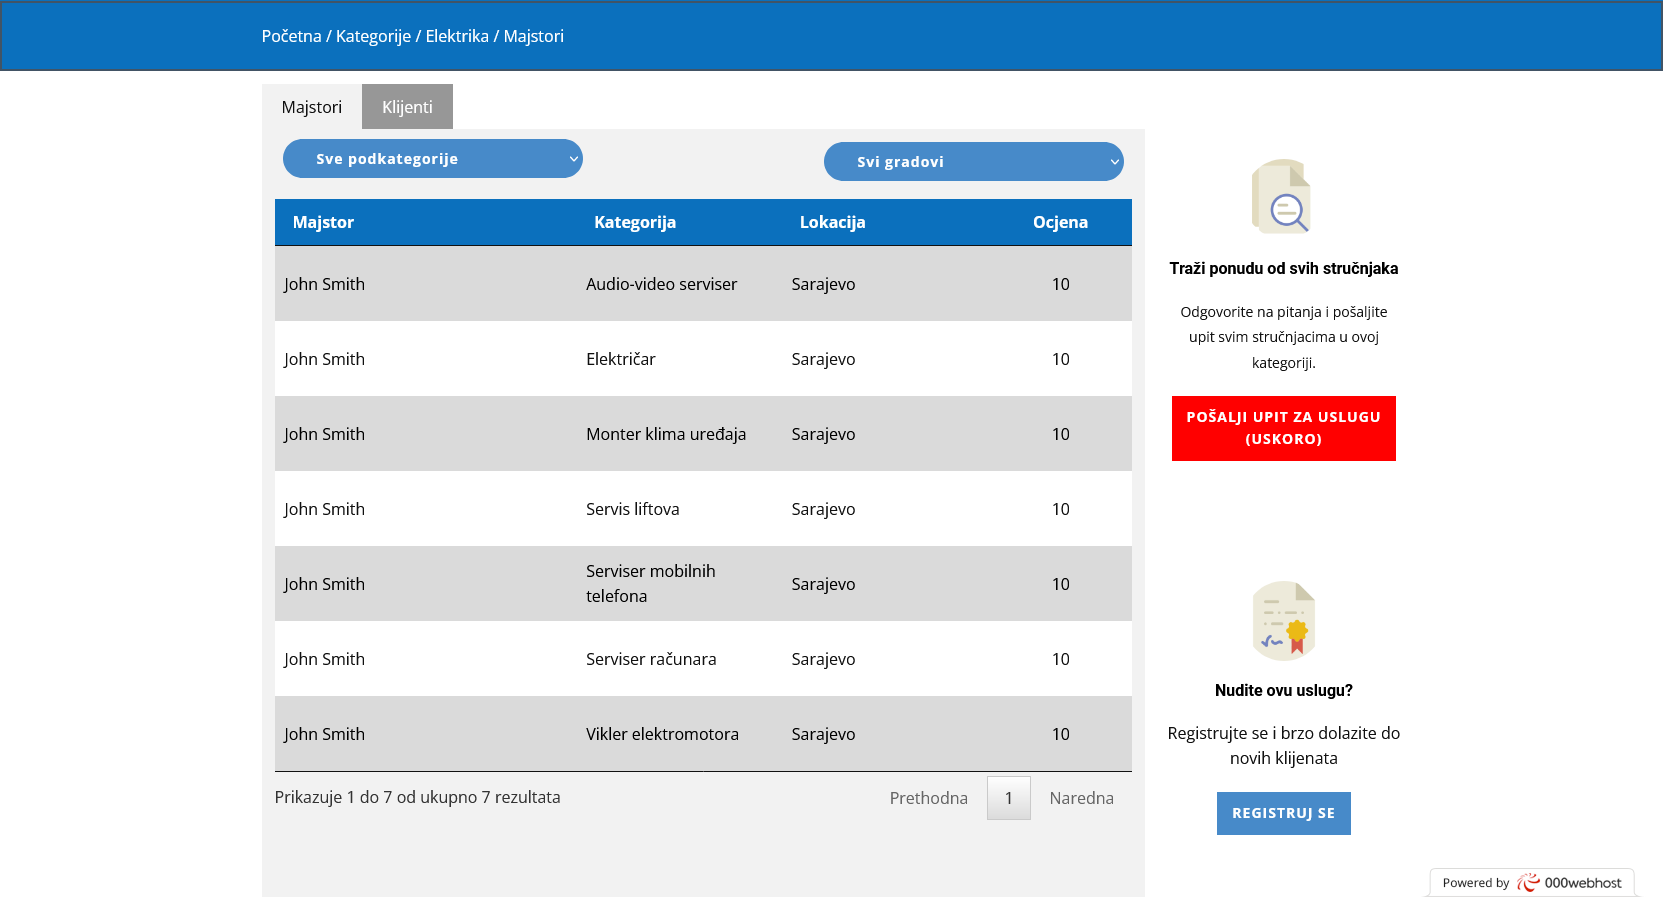 Početna / Kategorije / Elektrika / Majstori
Majstori Klijenti
Sve podkategorije Svi gradovi
Majstor Kategorija Lokacija Ocjena
John Smith Audio-video serviser Sarajevo 10
John Smith Električar Sarajevo 10
John Smith Monter klima uređaja Sarajevo 10
John Smith Servis liftova Sarajevo 10
John Smith Serviser mobilnih telefona Sarajevo 10
John Smith Serviser računara Sarajevo 10
John Smith Vikler elektromotora Sarajevo 10
Prikazuje 1 do 7 od ukupno 7 rezultata
Prethodna 1 Naredna
Traži ponudu od svih stručnjaka
Odgovorite na pitanja i pošaljite
upit svim stručnjacima u ovoj
kategoriji.
POŠALJI UPIT ZA USLUGU
(USKORO)
Nudite ovu uslugu?
Registrujte se i brzo dolazite do
novih klijenata
REGISTRUJ SE
Powered by 000webhost